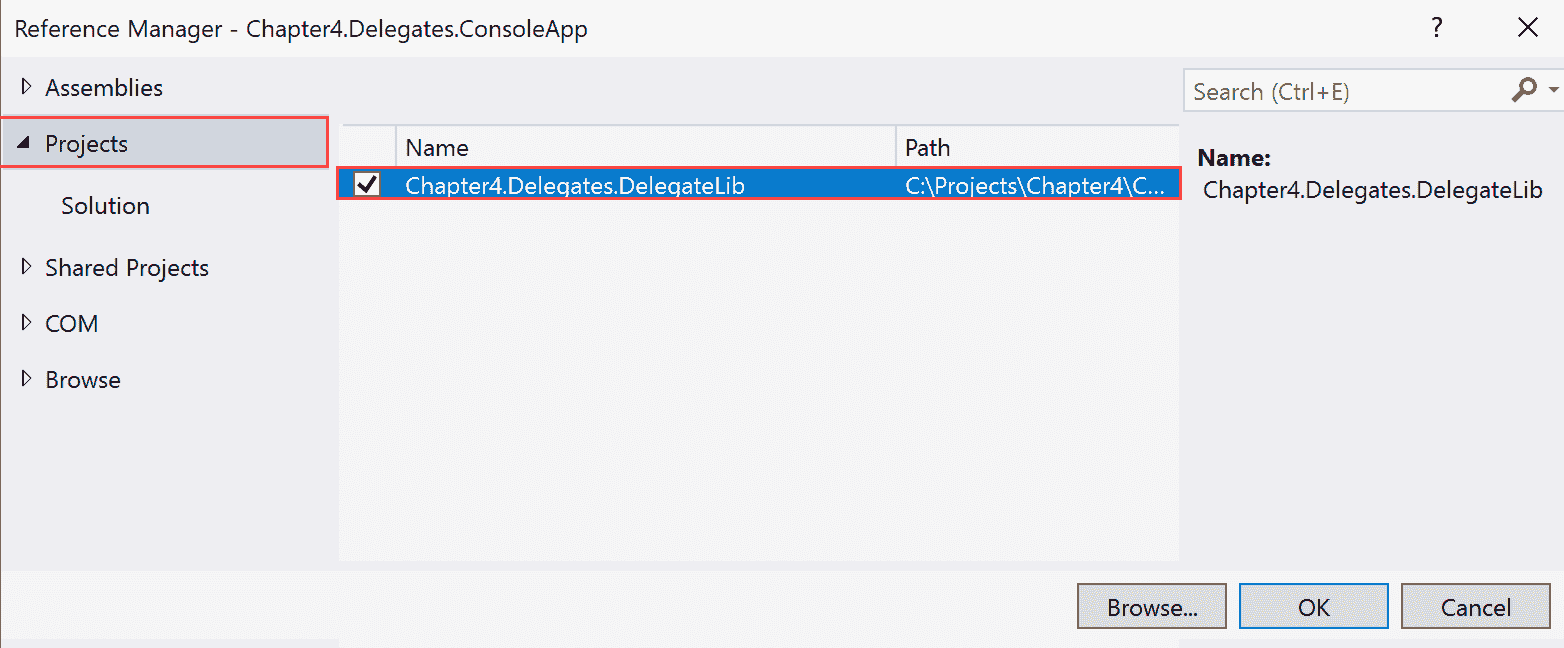 Reference Manager - Chapter4.Delegates.ConsoleApp
?
Assemblies
Projects
Solution
Shared Projects
COM
Browse
Name Path
Chapter4.Delegates.DelegateLib C:\Projects\Chapter4\C...
Search (Ctrl+E)
Name:
Chapter4.Delegates.DelegateLib
Browse... OK Cancel